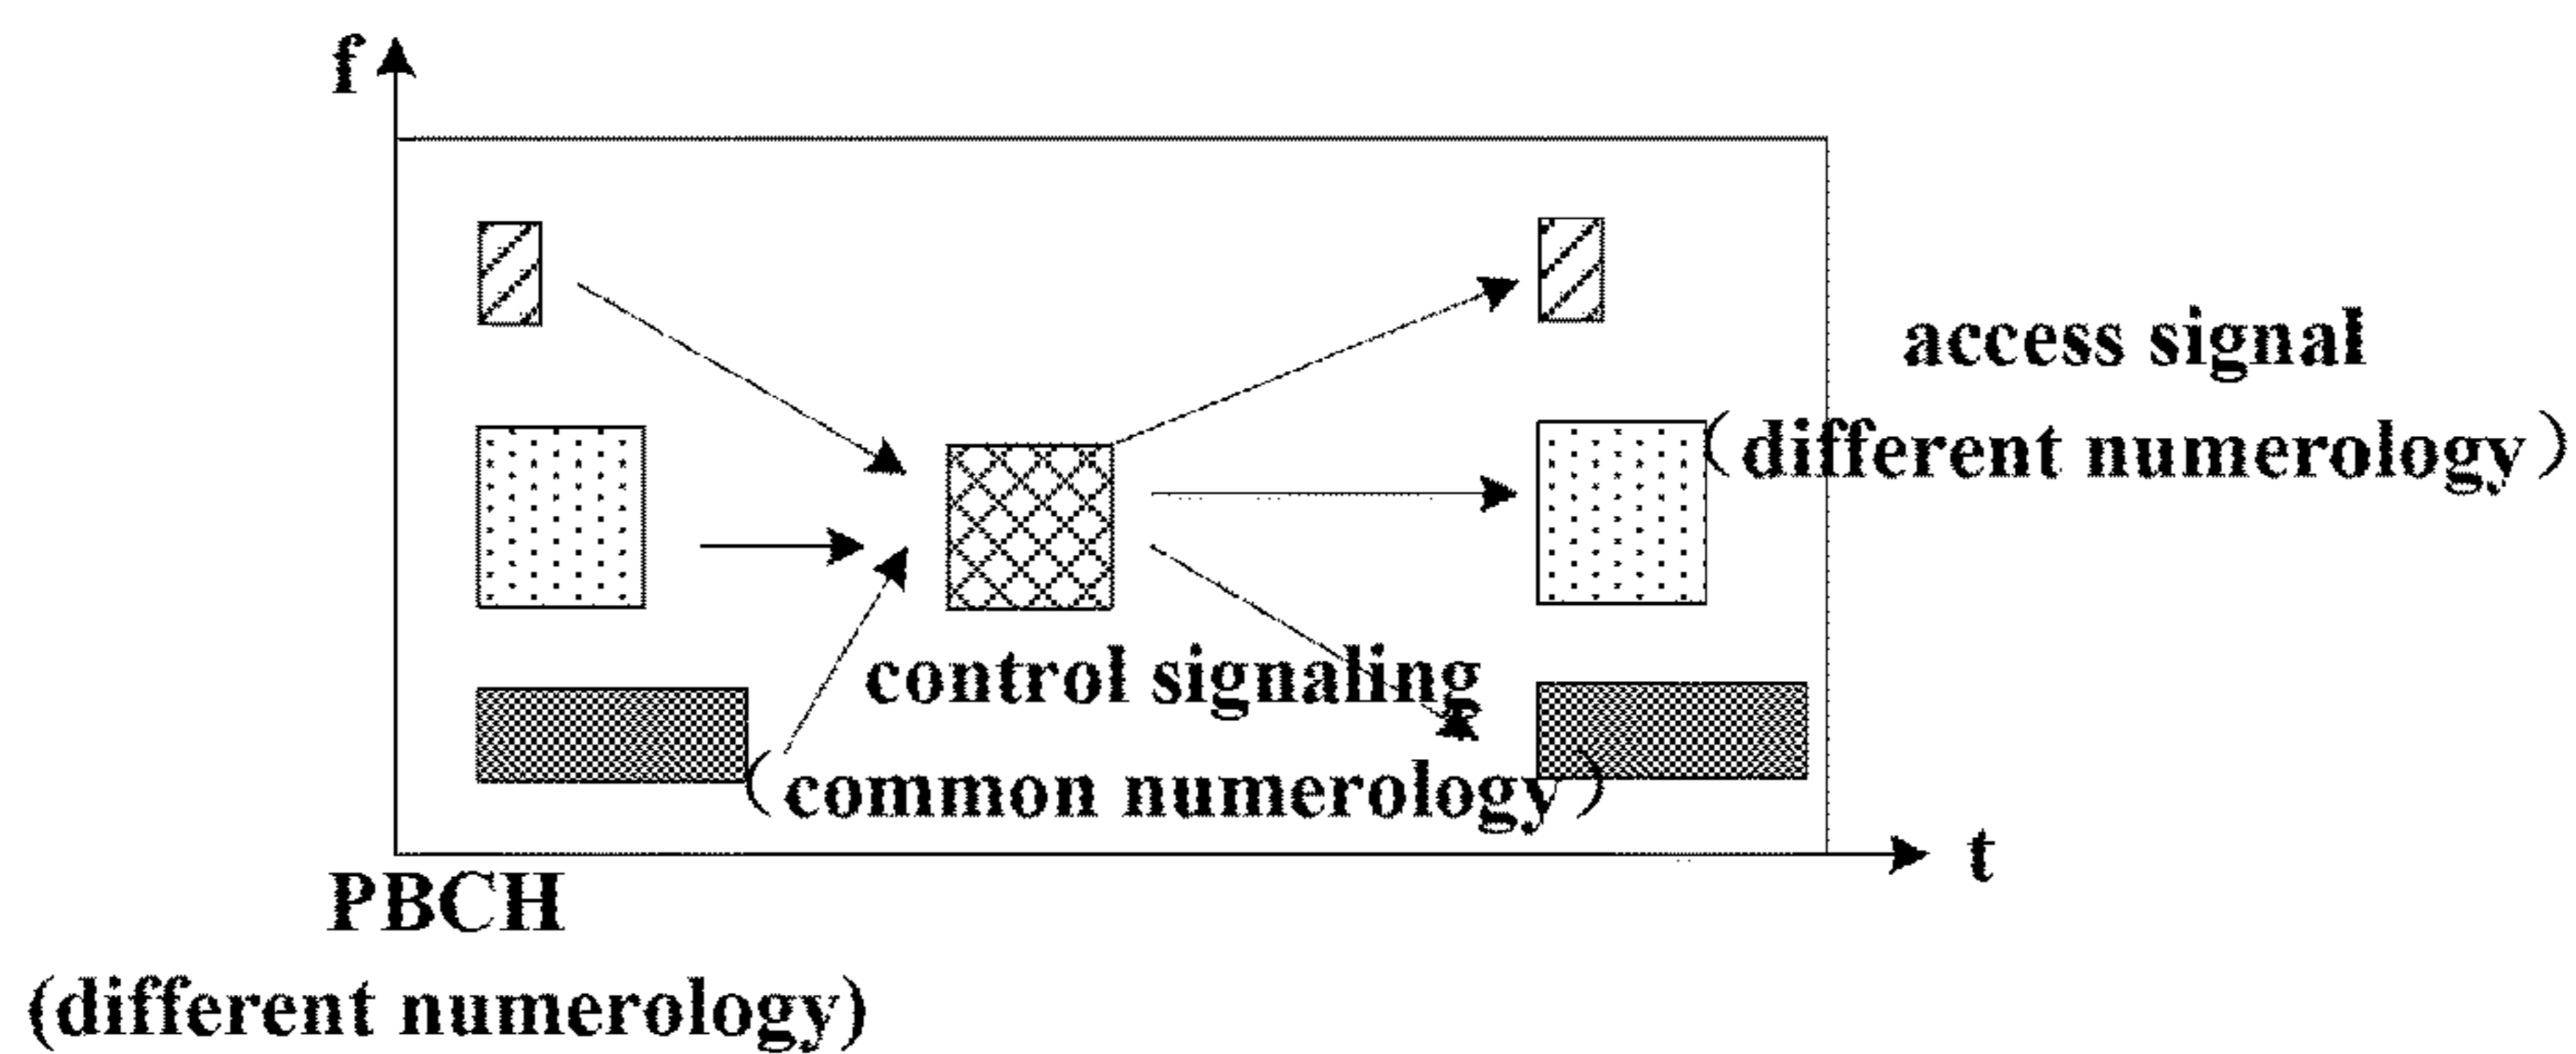 f
access signal
（different numerology）
control signaling
（common numerology）
t
PBCH
(different numerology)